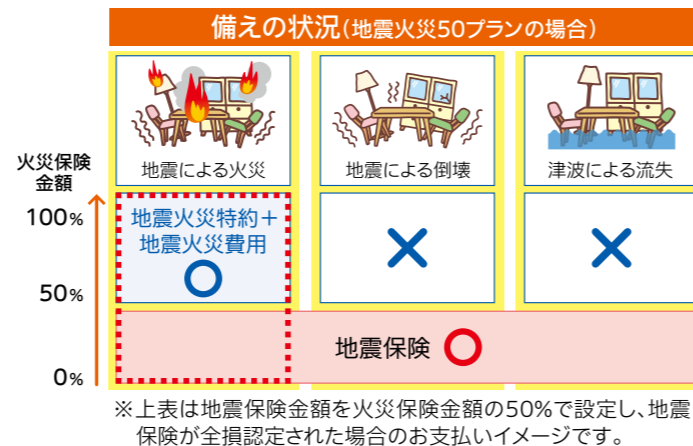 備えの状況(地震火災50プランの場合)
地震による火災
地震による倒壊
津波による流失
火災保険
金額
100%
50%
0%
地震火災特約+
地震火災費用
○
×
×
地震保険 ○
※上表は地震保険金額を火災保険金額の50%で設定し、地震
保険が全損認定された場合のお支払いイメージです。